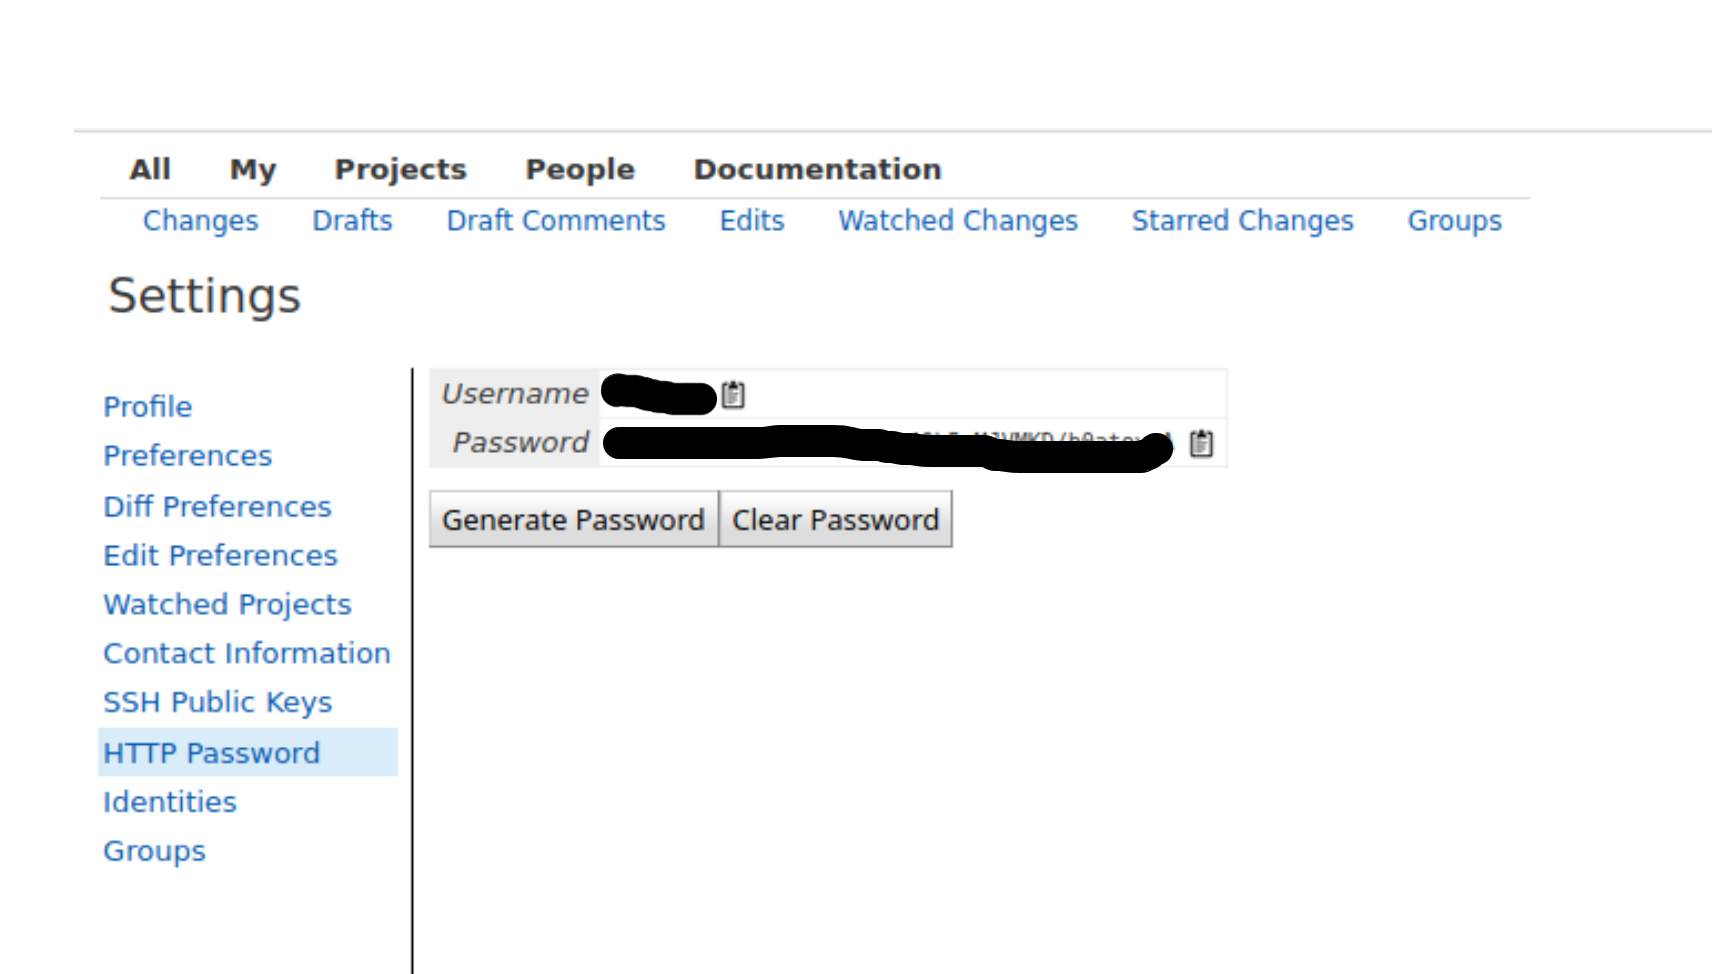 All My Projects People Documentation
Changes Drafts Draft Comments Edits Watched Changes Starred Changes Groups
Settings
Profile
Preferences
Diff Preferences
Edit Preferences
Watched Projects
Contact Information
SSH Public Keys
HTTP Password
Identities
Groups
Username
Password
Generate Password Clear Password